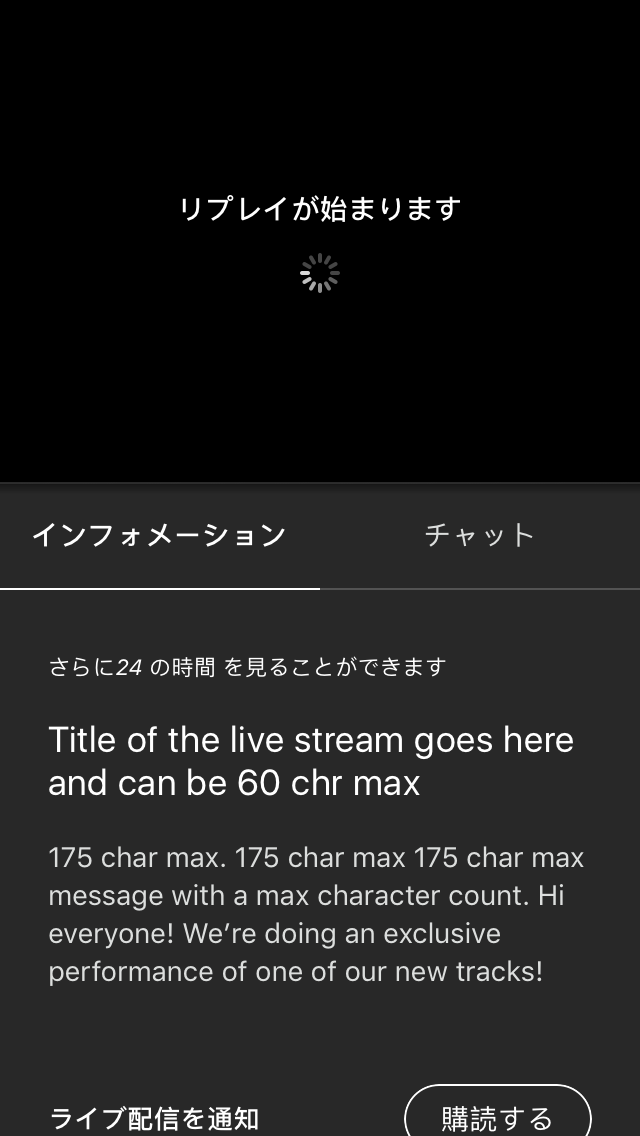 リプレイが始まります
インフォメーション
チャット
さらに24 の時間 を見ることができます
Title of the live stream goes here
and can be 60 chr max
175 char max. 175 char max 175 char max
message with a max character count. Hi
everyone! We’re doing an exclusive
performance of one of our new tracks!
ライブ配信を通知
購読する